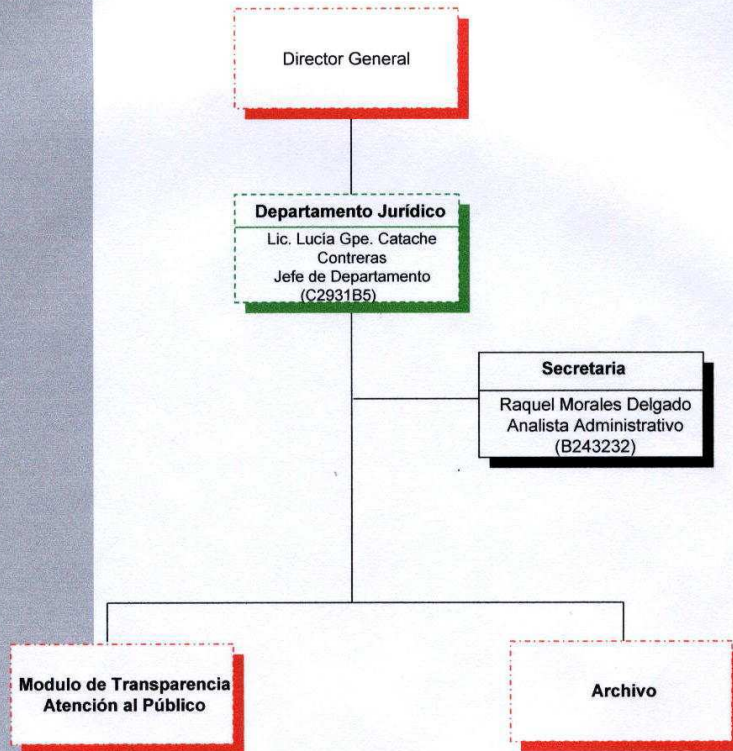 Director General
Departamento Jurídico
Lic. Lucia Gpe. Catache
Contreras
Jefe de Departamento
(C2931B5)
Secretaria
Raquel Morales Delgado
Analista Administrativo
(B243232)
Modulo de Transparencia
Atención al Público
Archivo